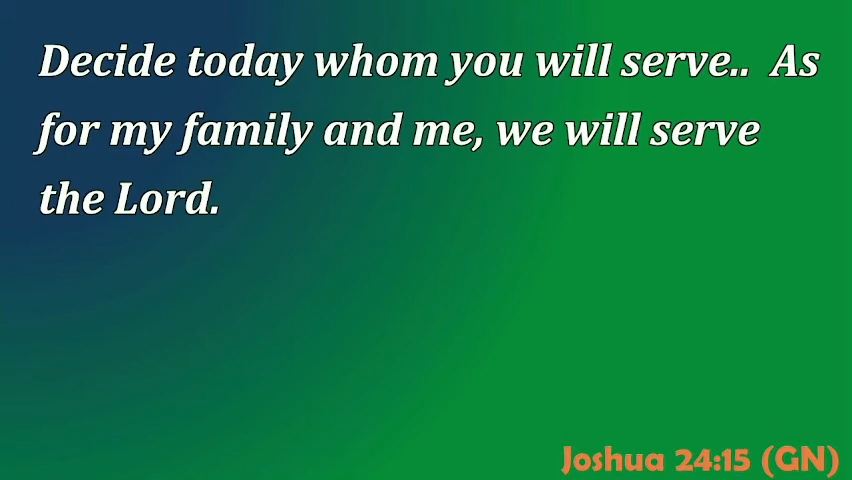 Decide today whom you will serve..  As
for my family and me, we will serve
the Lord.
Joshua 24:15 (GN)